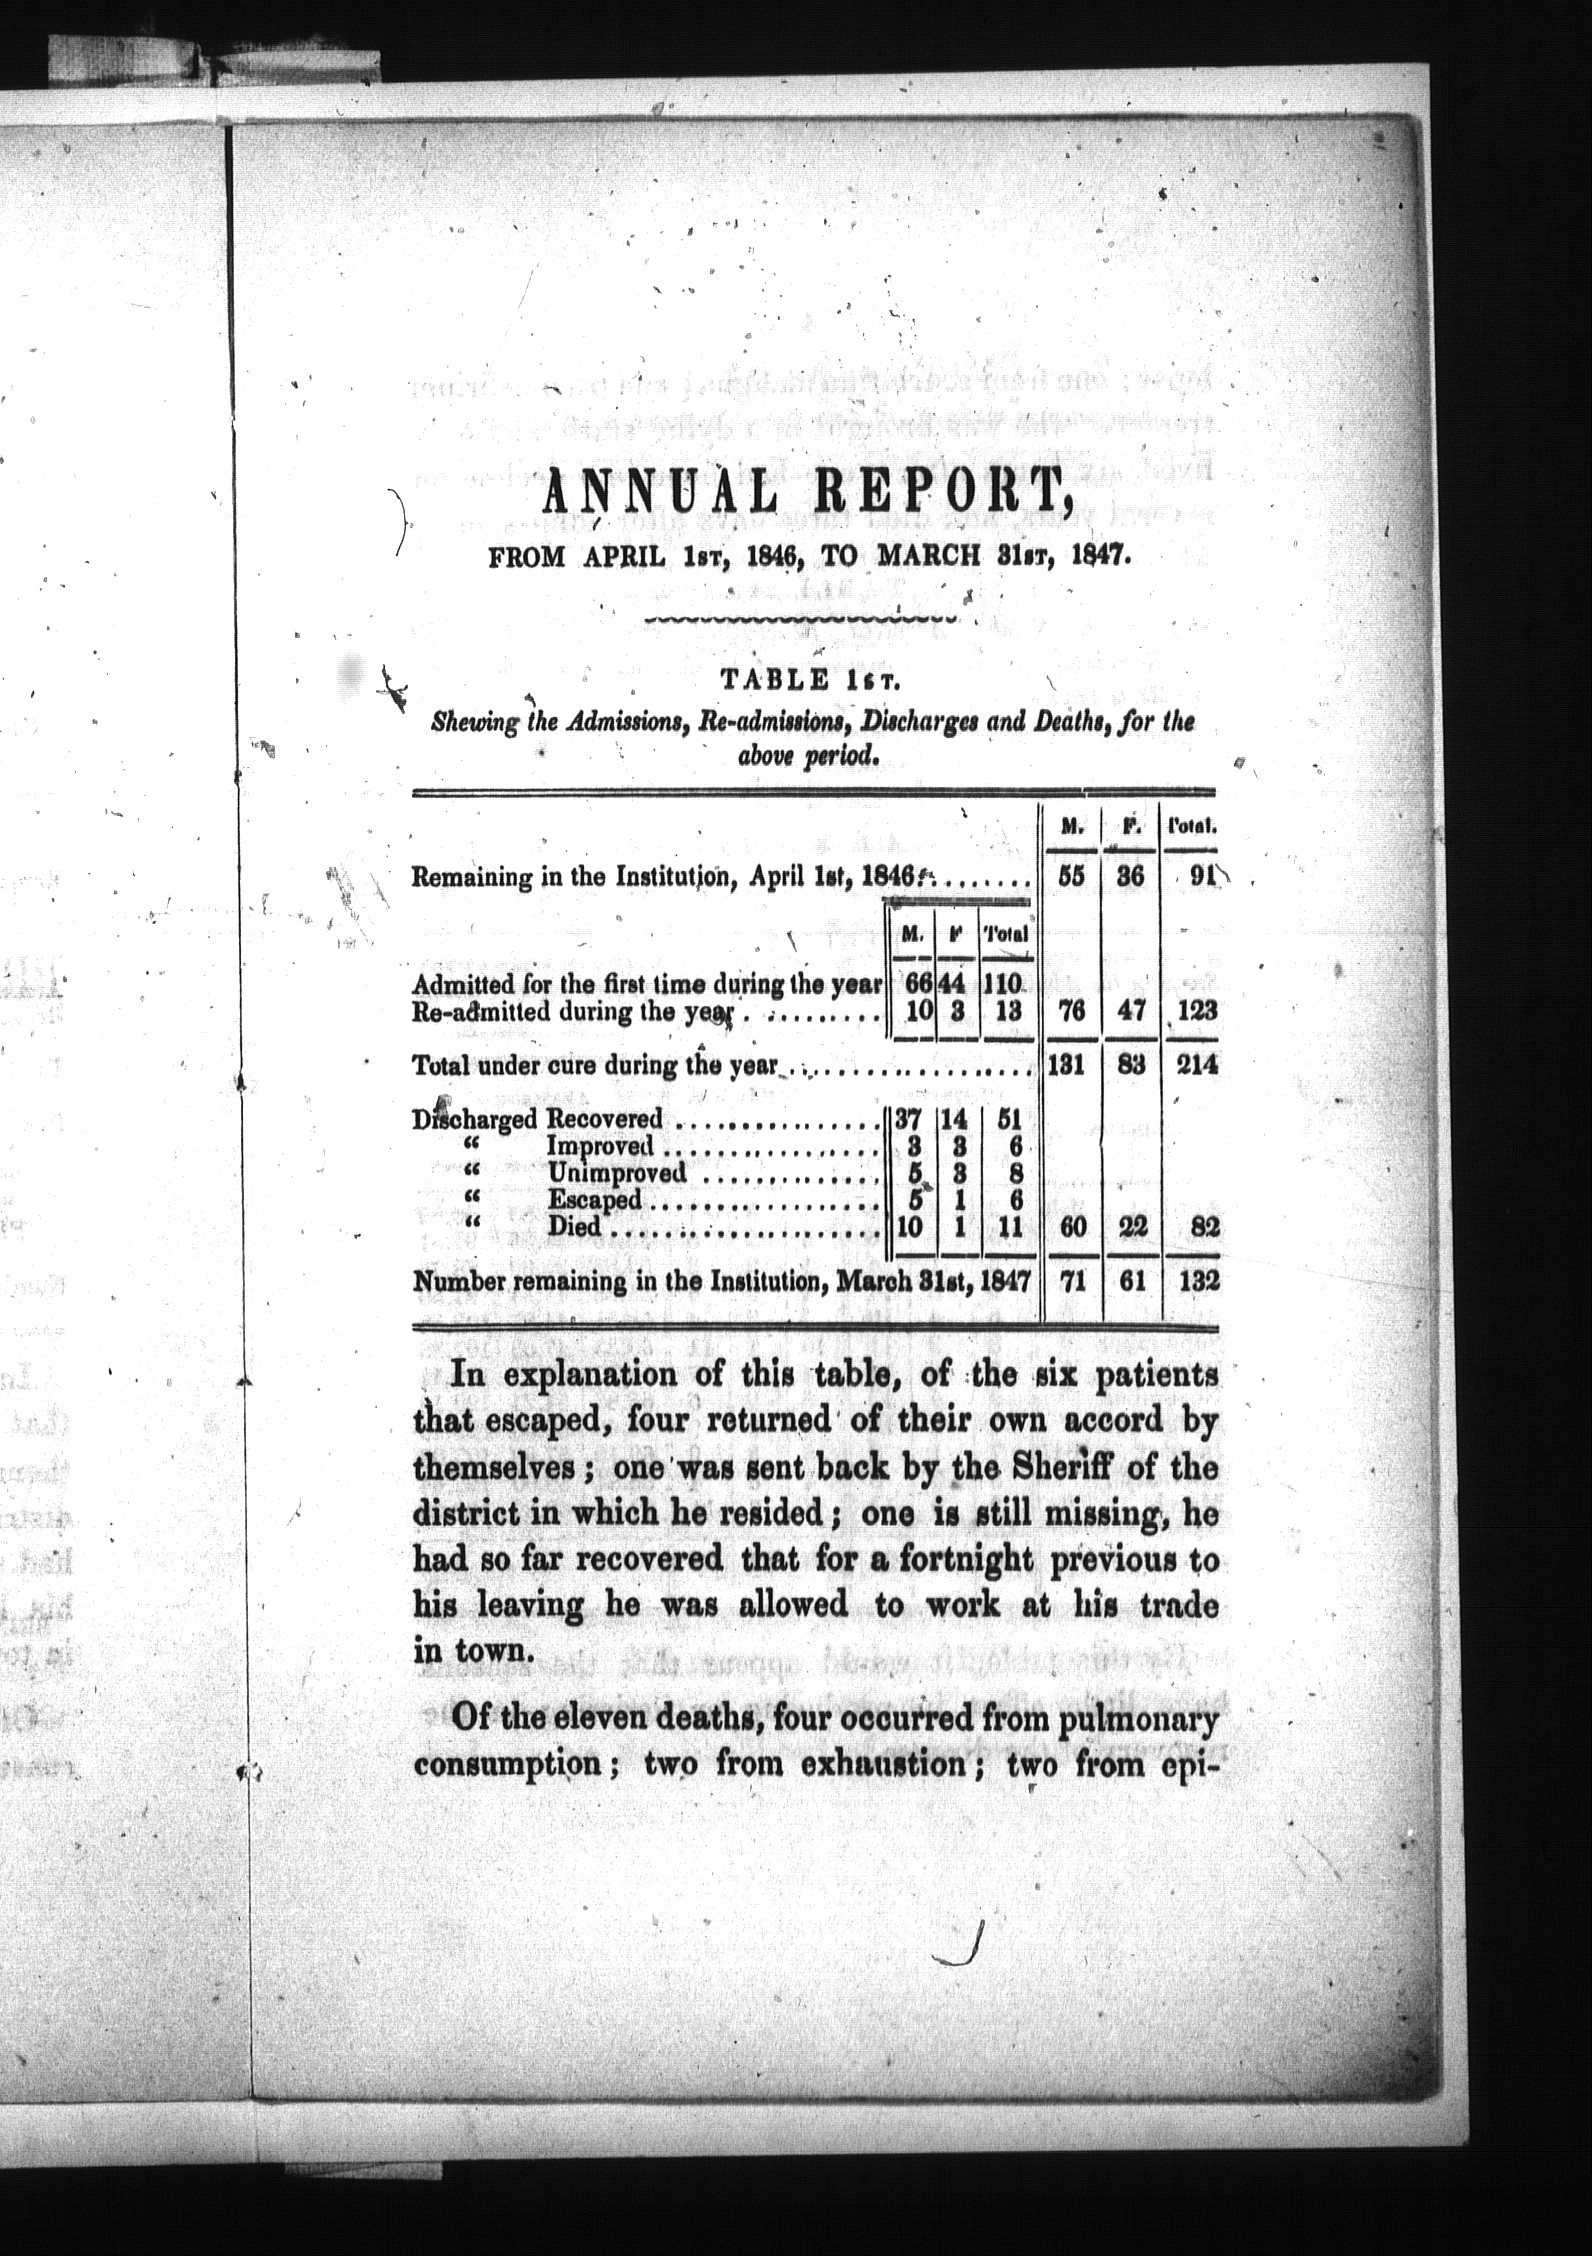 ANNUAL REPORT,
FROM APRIL 1ST, 1846, TO MARCH 31ST, 1847.
TABLE 1ST.
Shewing the Admissions, Re-admissions, Discharges and Deaths, for the
above period.
M. F. Total.
Remaining in the Institution, April 1st, 1846......... 55 36 91
M. F Total
Admitted for the first time during the year 66 44 110
Re-admitted during the year........... 10 3 13 76 47 123
Total under cure during the year.................... 131 83 214
Discharged Recovered................ 37 14 51
“ Improved................. 3 3 6
“ Unimproved.............. 5 3 8
“ Escaped.................. 5 1 6
“ Died..................... 10 1 11 60 22 82
Number remaining in the Institution, March 31st, 1847 71 61 132
In explanation of this table, of the six patients
that escaped, four returned of their own accord by
themselves; one was sent back by the Sheriff of the
district in which he resided; one is still missing, he
had so far recovered that for a fortnight previous to
his leaving he was allowed to work at his trade
in town.
Of the eleven deaths, four occurred from pulmonary
consumption; two from exhaustion; two from epi-